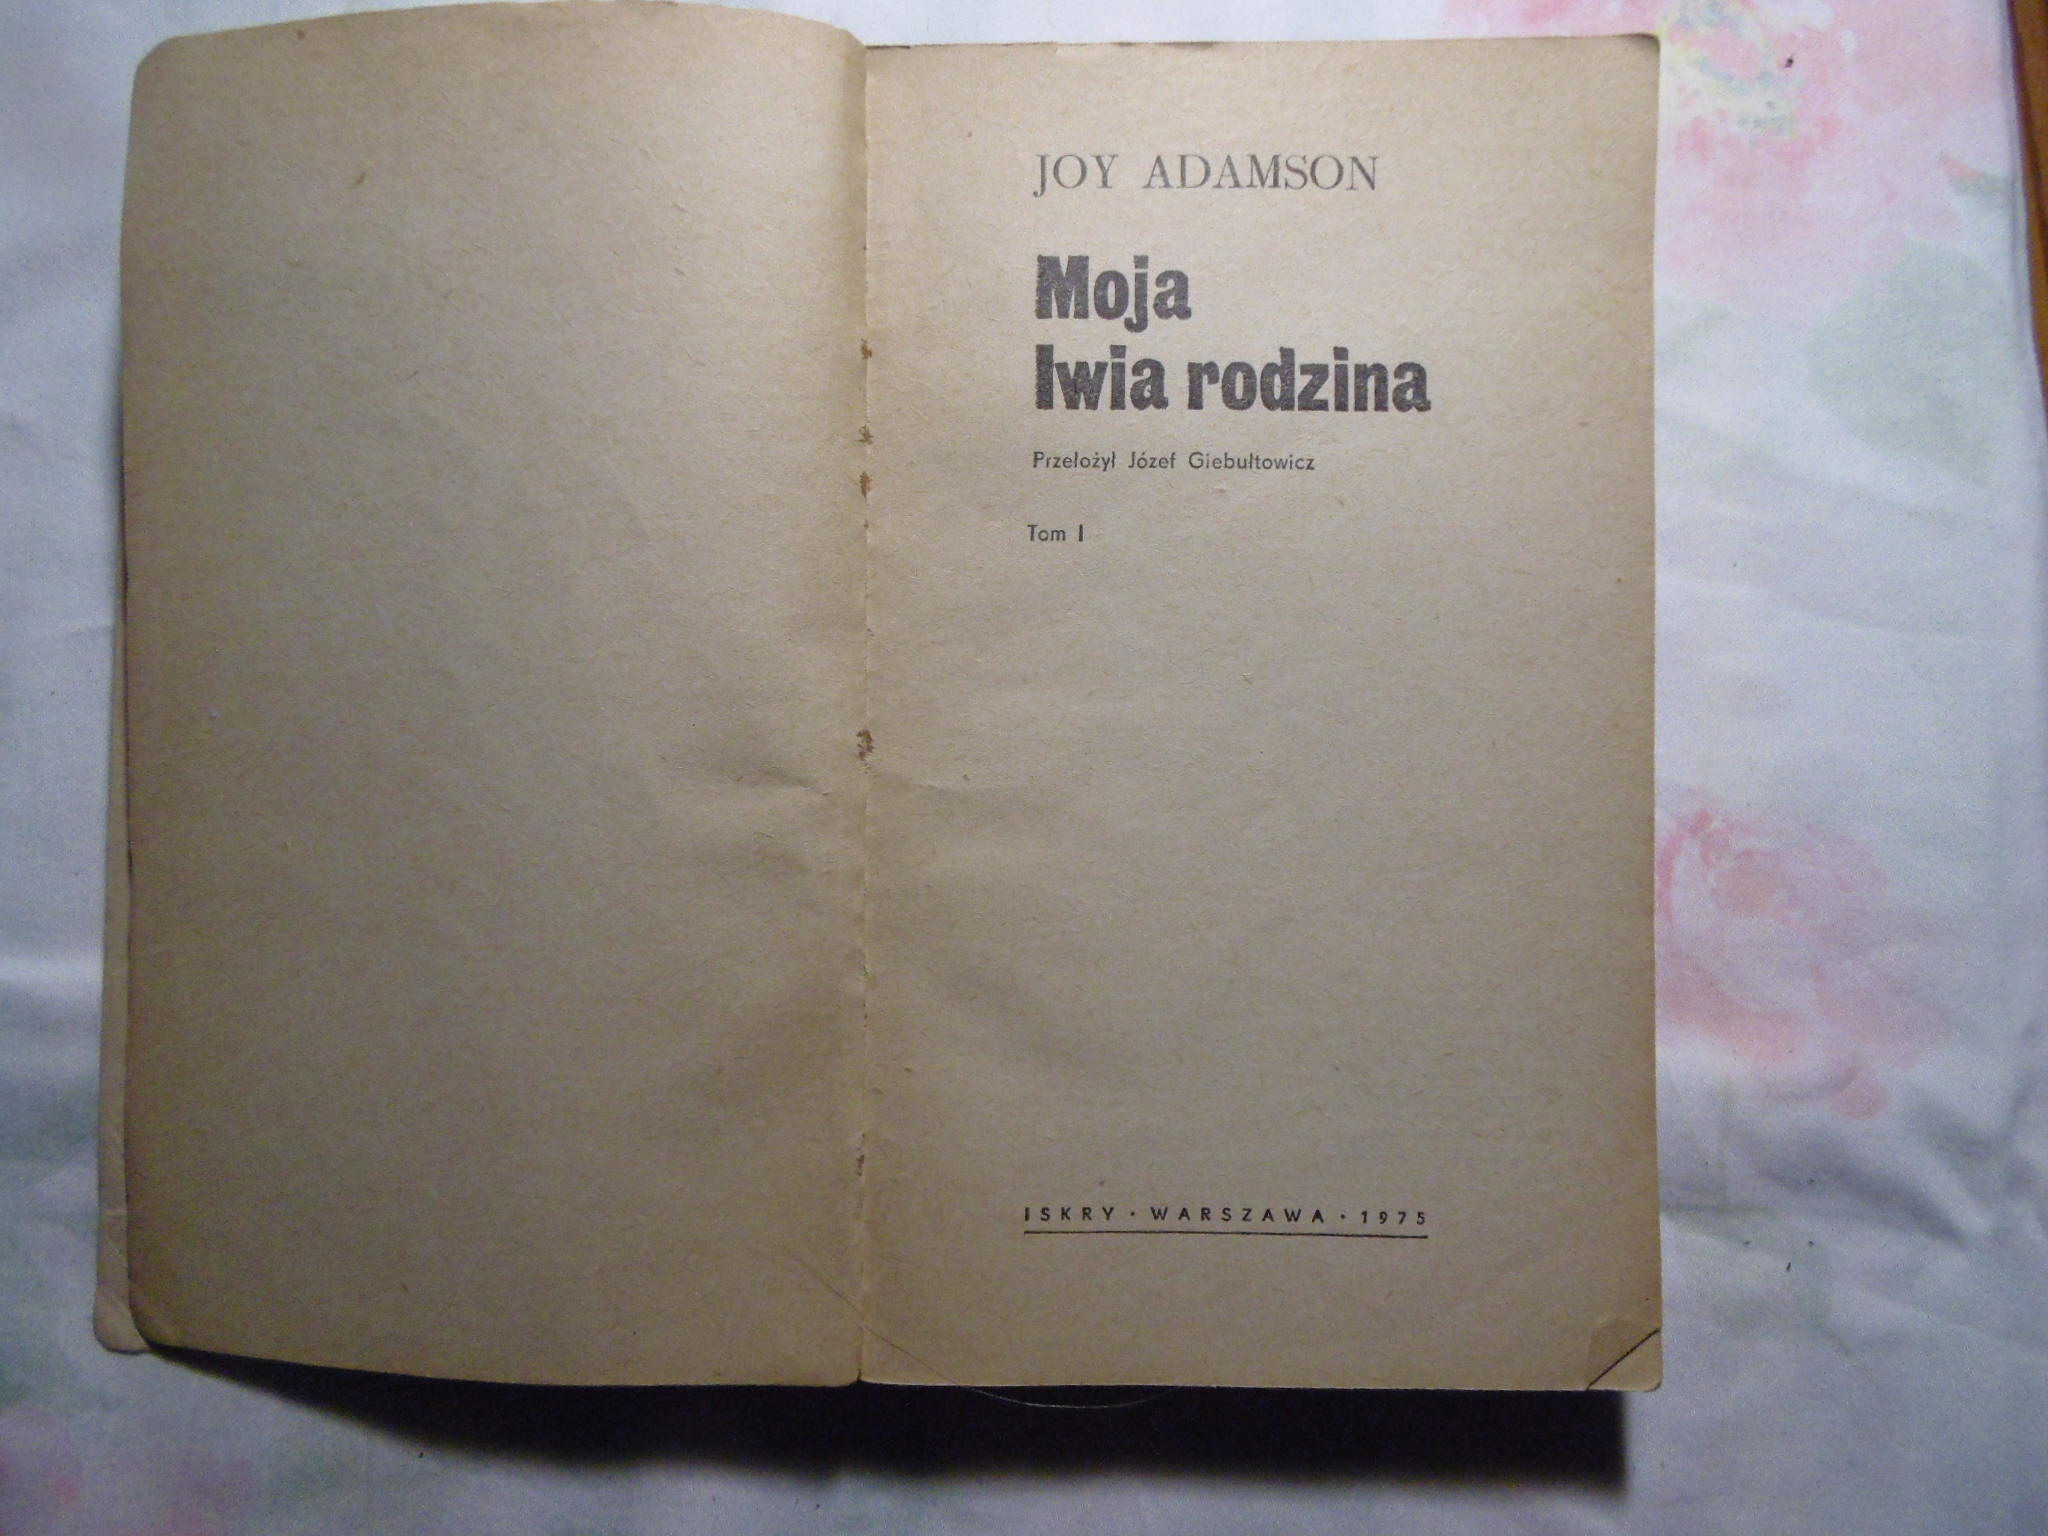 JOY ADAMSON
Moja
lwia rodzina
Przełożył Józef Giebułtowicz
Tom I
ISKRY · WARSZAWA · 1975